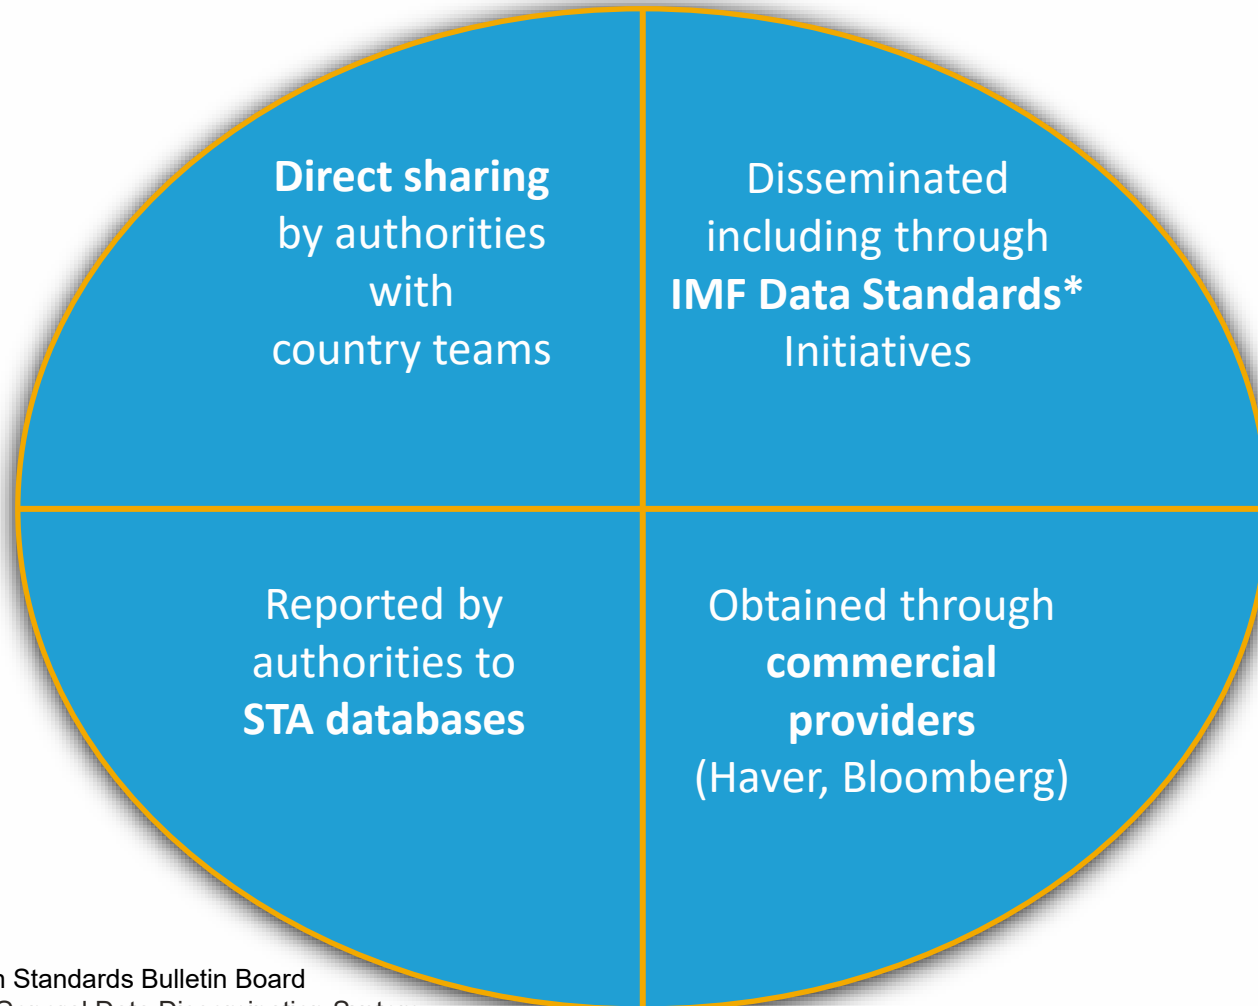 Direct sharing
by authorities
with
country teams
Disseminated
including through
IMF Data Standards*
Initiatives
Reported by
authorities to
STA databases
Obtained through
commercial
providers
(Haver, Bloomberg)
Standards Bulletin Board